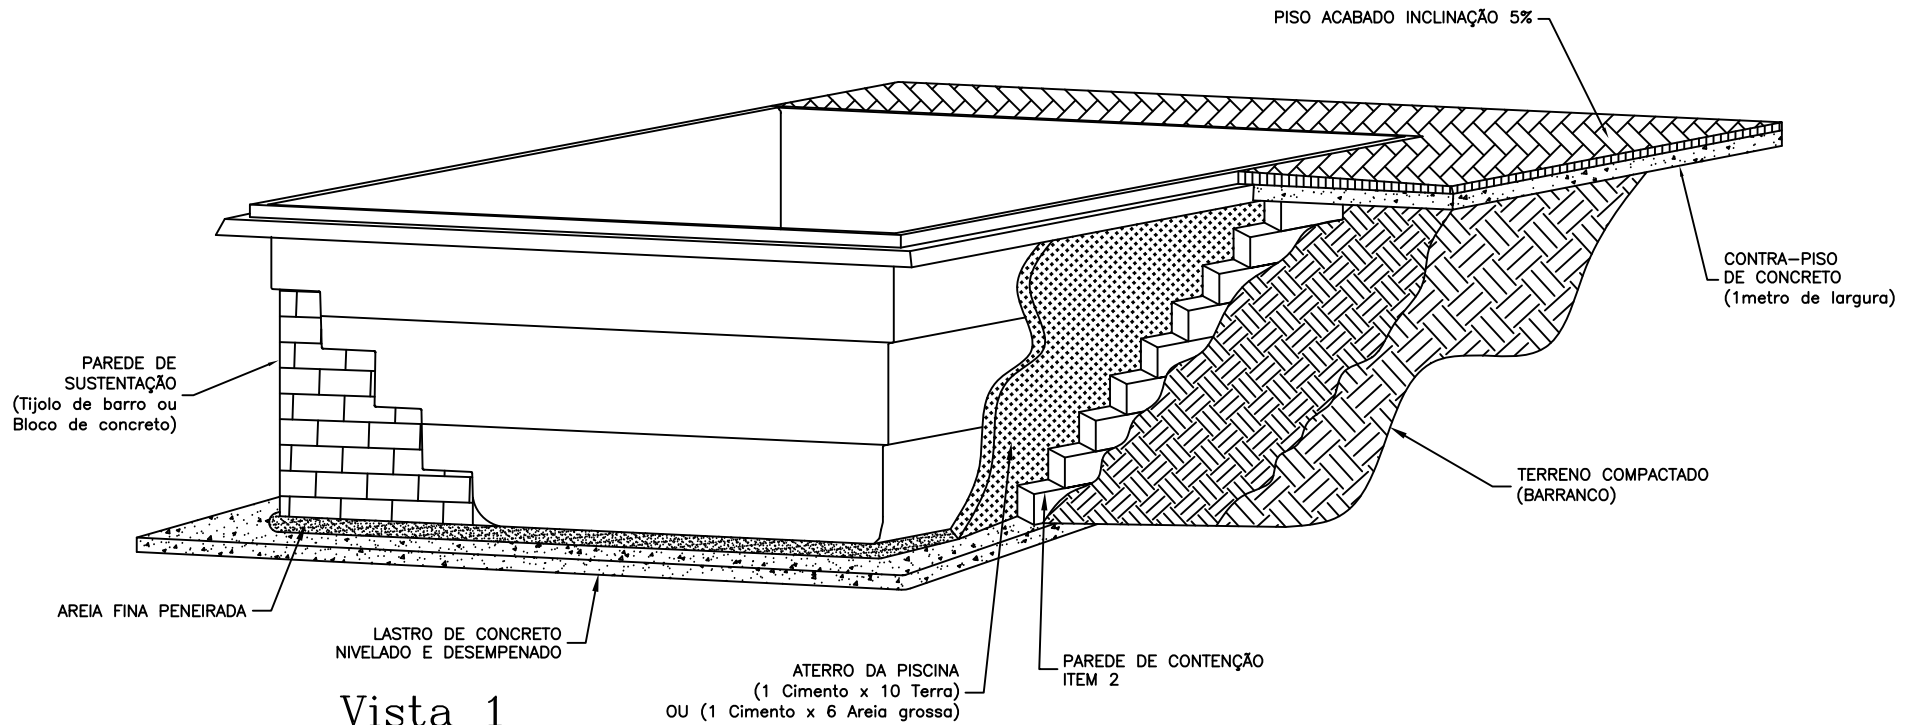 PISO ACABADO INCLINAÇÃO 5%
CONTRA-PISO
DE CONCRETO
(1metro de largura)
PAREDE DE
SUSTENTAÇÃO
(Tijolo de barro ou
Bloco de concreto)
TERRENO COMPACTADO
(BARRANCO)
AREIA FINA PENEIRADA
LASTRO DE CONCRETO
NIVELADO E DESEMPENADO
ATERRO DA PISCINA
(1 Cimento x 10 Terra)
OU (1 Cimento x 6 Areia grossa)
PAREDE DE CONTENÇÃO
ITEM 2
Vista 1